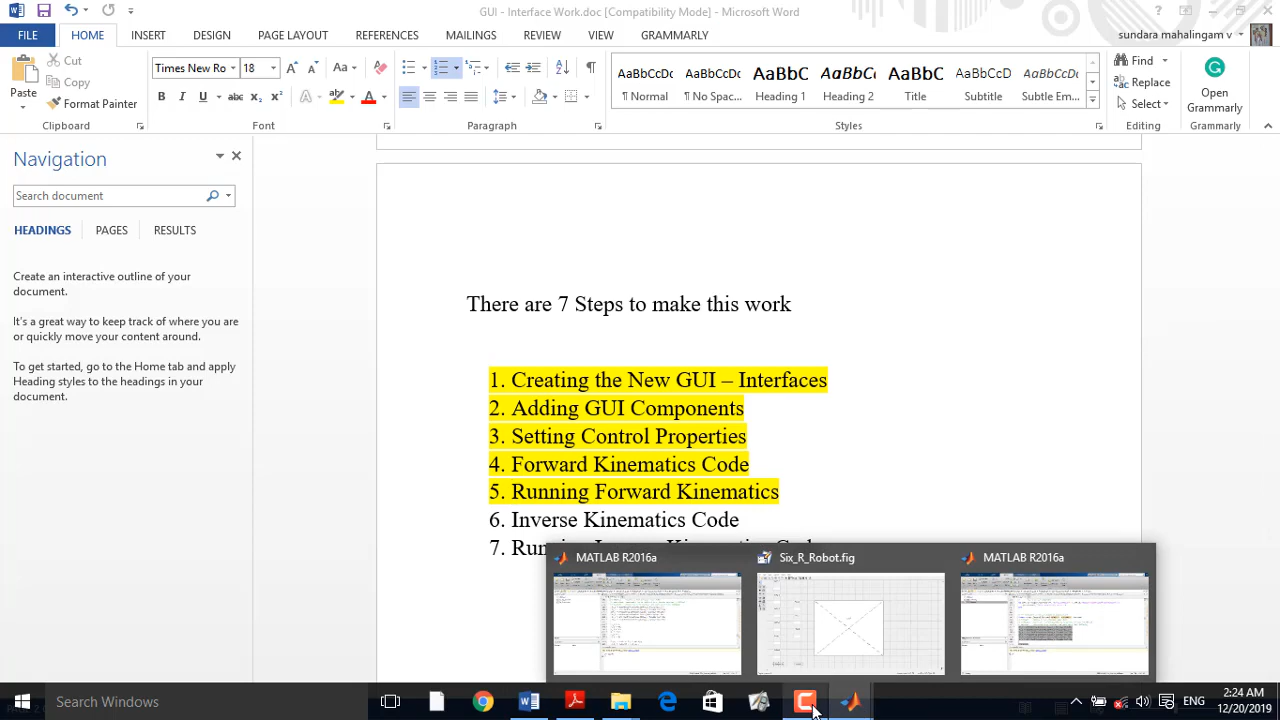 GUI - Interface Work.doc [Compatibility Mode] - Microsoft Word
FILE HOME INSERT DESIGN PAGE LAYOUT REFERENCES MAILINGS REVIEW VIEW GRAMMARLY
sundara mahalingam v
Paste
Cut
Copy
Format Painter
Clipboard
Times New Ro 18
Font
Paragraph
AaBbCcDc AaBbCcDc AaBbC AaBbCc AaBbC AaBbCcD AaBbCcDc
¶ Normal ¶ No Spac... Heading 1 Heading 2 Title Subtitle Subtle Em...
Styles
Find
Replace
Select
Editing
Open
Grammarly
Grammarly
Navigation
Search document
HEADINGS PAGES RESULTS
Create an interactive outline of your
document.
It's a great way to keep track of where you are
or quickly move your content around.
To get started, go to the Home tab and apply
Heading styles to the headings in your
document.
There are 7 Steps to make this work
1. Creating the New GUI – Interfaces
2. Adding GUI Components
3. Setting Control Properties
4. Forward Kinematics Code
5. Running Forward Kinematics
6. Inverse Kinematics Code
7.
MATLAB R2016a
Six_R_Robot.fig
MATLAB R2016a
Search Windows
ENG
2:24 AM
12/20/2019